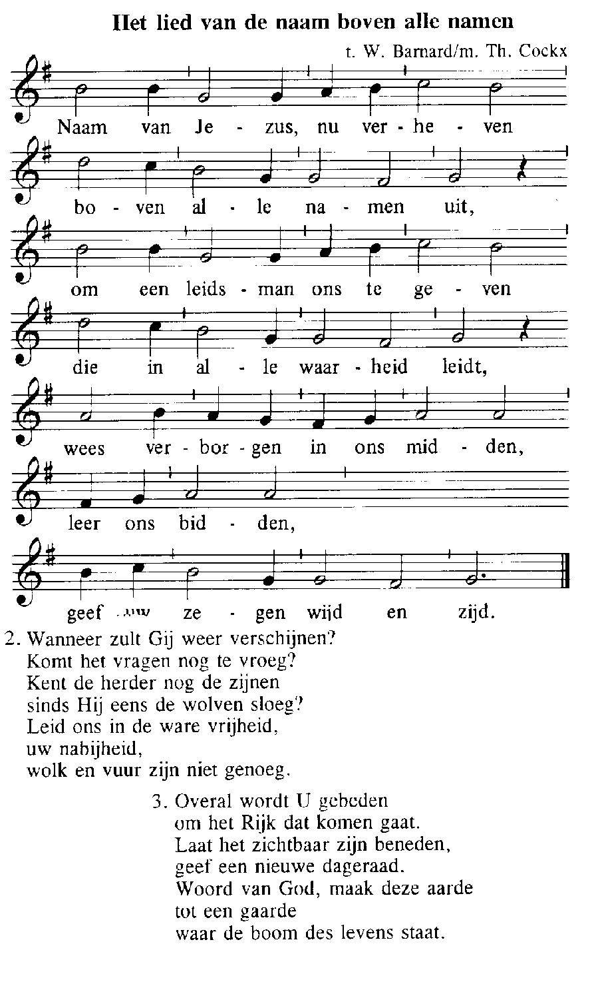 Het lied van de naam boven alle namen
t. W. Barnard/m. Th. Cockx
Naam van Je - zus, nu ver - he - ven
bo - ven al - le na - men uit,
om een leids - man ons te ge - ven
die in al - le waar - heid leidt,
wees ver - bor - gen in ons mid - den,
leer ons bid - den,
geef uw ze - gen wijd en zijd.
2. Wanneer zult Gij weer verschijnen?
Komt het vragen nog te vroeg?
Kent de herder nog de zijnen
sinds Hij eens de wolven sloeg?
Leid ons in de ware vrijheid,
uw nabijheid,
wolk en vuur zijn niet genoeg.
3. Overal wordt U gebeden
om het Rijk dat komen gaat.
Laat het zichtbaar zijn beneden,
geef een nieuwe dageraad.
Woord van God, maak deze aarde
tot een gaarde
waar de boom des levens staat.